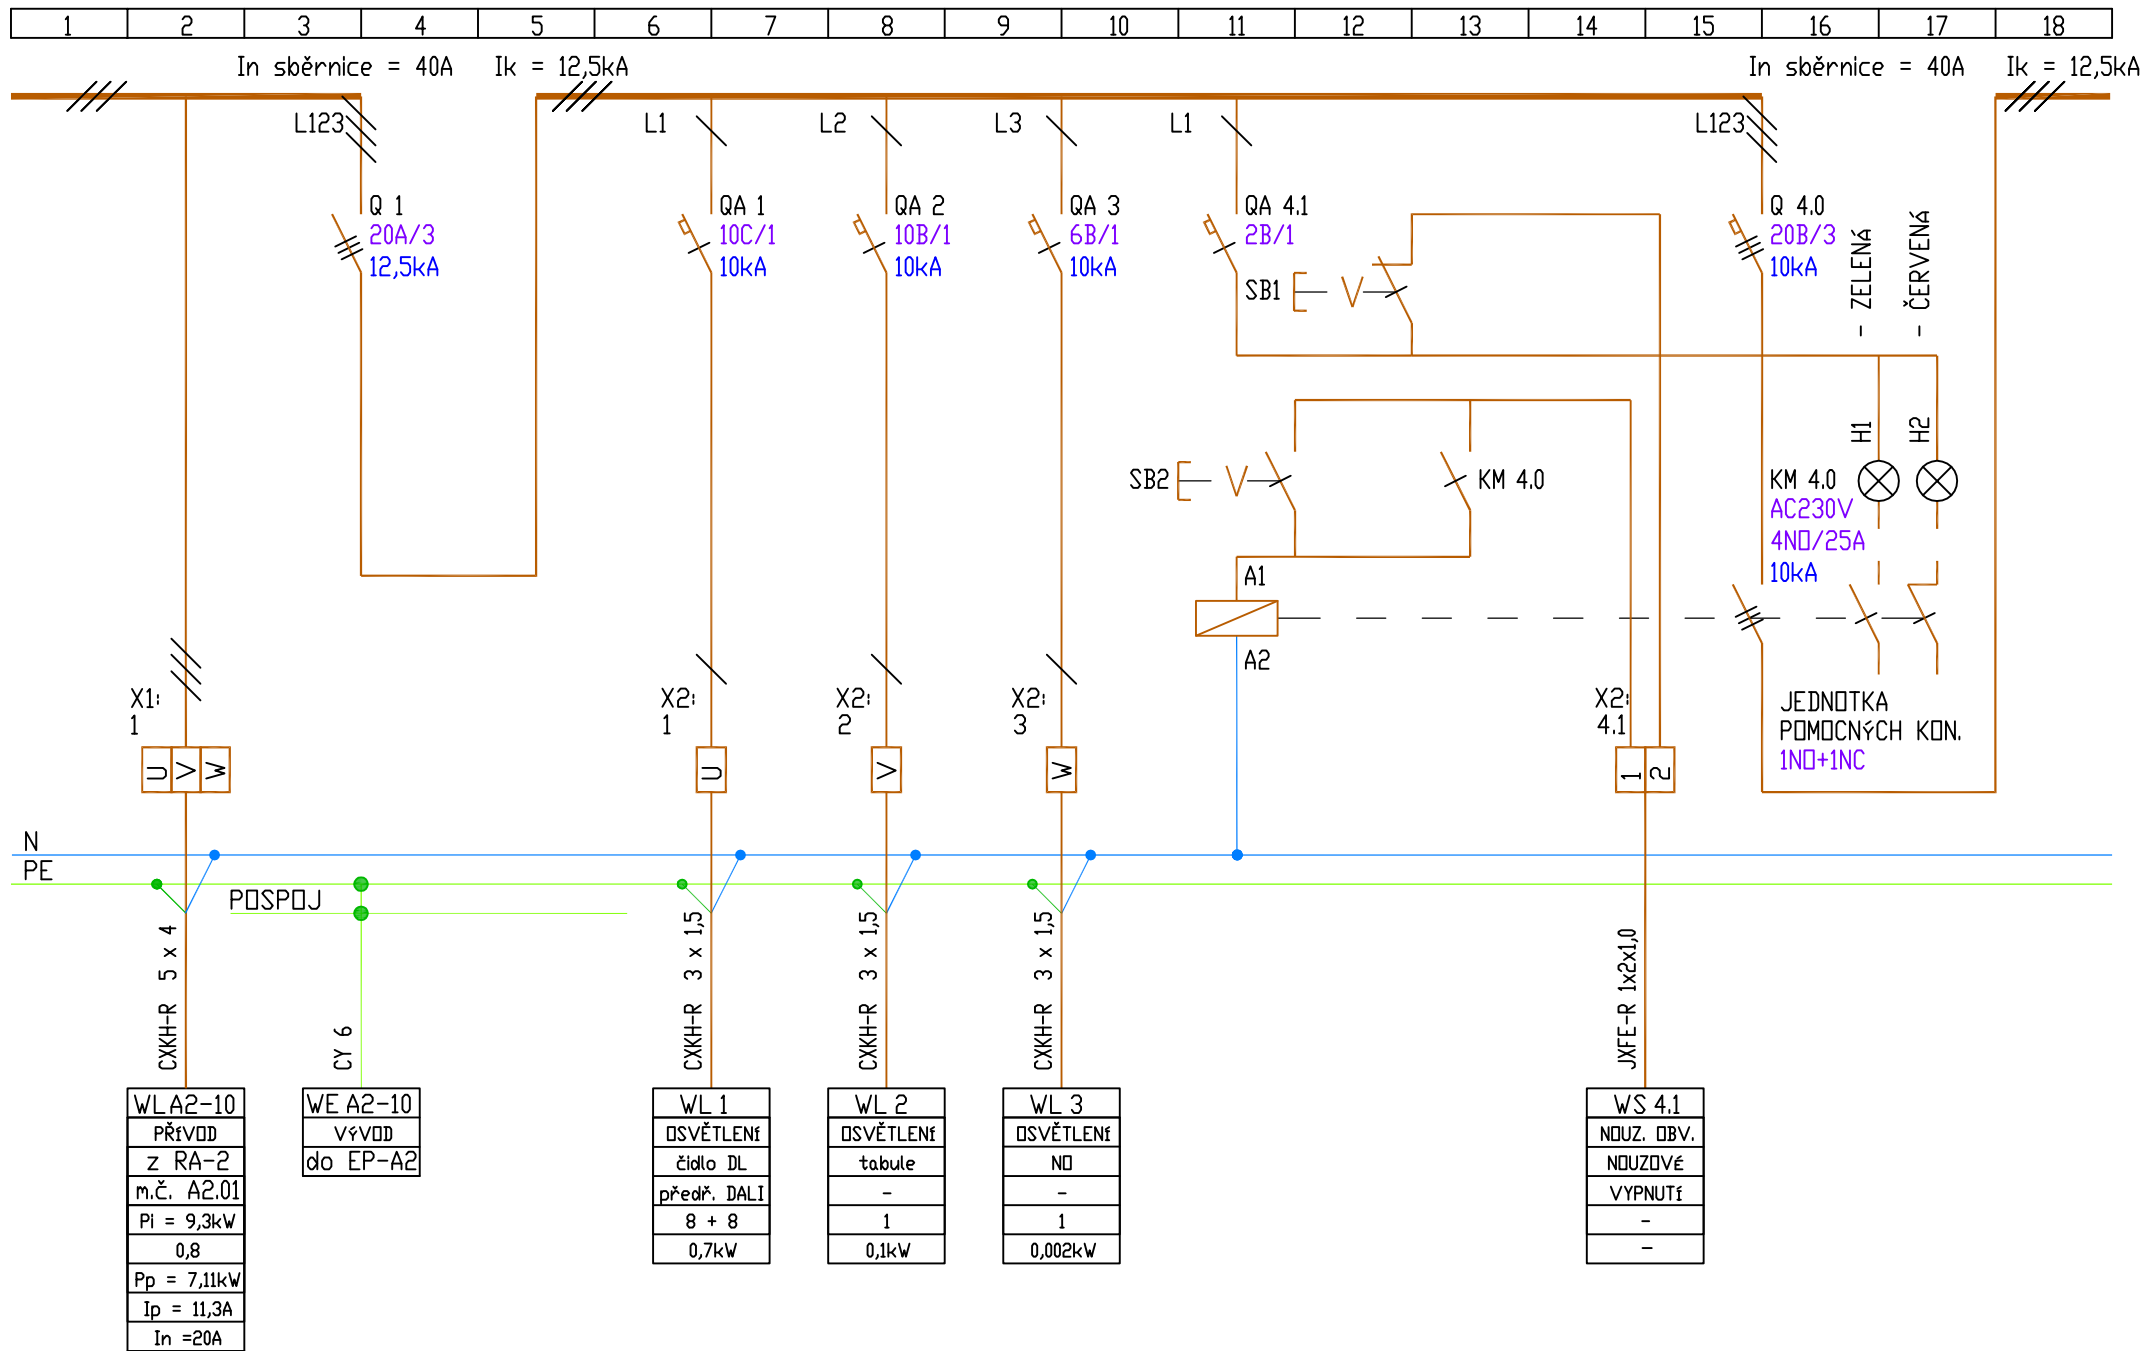 1 2 3 4 5 6 7 8 9 10 11 12 13 14 15 16 17 18
In sběrnice = 40A Ik = 12,5kA
In sběrnice = 40A Ik = 12,5kA
L123
L1
L2
L3
L1
L123
Q 1
20A/3
12,5kA
QA 1
10C/1
10kA
QA 2
10B/1
10kA
QA 3
6B/1
10kA
QA 4.1
2B/1
Q 4.0
20B/3
10kA
- ZELENÁ
- ČERVENÁ
SB1
H1
H2
SB2
KM 4.0
KM 4.0
AC230V
4NO/25A
10kA
A1
A2
X1:
1
X2:
1
X2:
2
X2:
3
X2:
4.1
JEDNOTKA
POMOCNÝCH KON.
1NO+1NC
U V W
U
V
W
1 2
N
PE
POSPOJ
CXKH-R 5 x 4
CY 6
CXKH-R 3 x 1,5
CXKH-R 3 x 1,5
CXKH-R 3 x 1,5
JXFE-R 1x2x1,0
WL A2-10
PŘÍVOD
z RA-2
m.č. A2.01
Pi = 9,3kW
0,8
Pp = 7,11kW
Ip = 11,3A
In =20A
WE A2-10
VÝVOD
do EP-A2
WL 1
OSVĚTLENÍ
čidlo DL
předř. DALI
8 + 8
0,7kW
WL 2
OSVĚTLENÍ
tabule
-
1
0,1kW
WL 3
OSVĚTLENÍ
NO
-
1
0,002kW
WS 4.1
NOUZ. OBV.
NOUZOVÉ
VYPNUTÍ
-
-